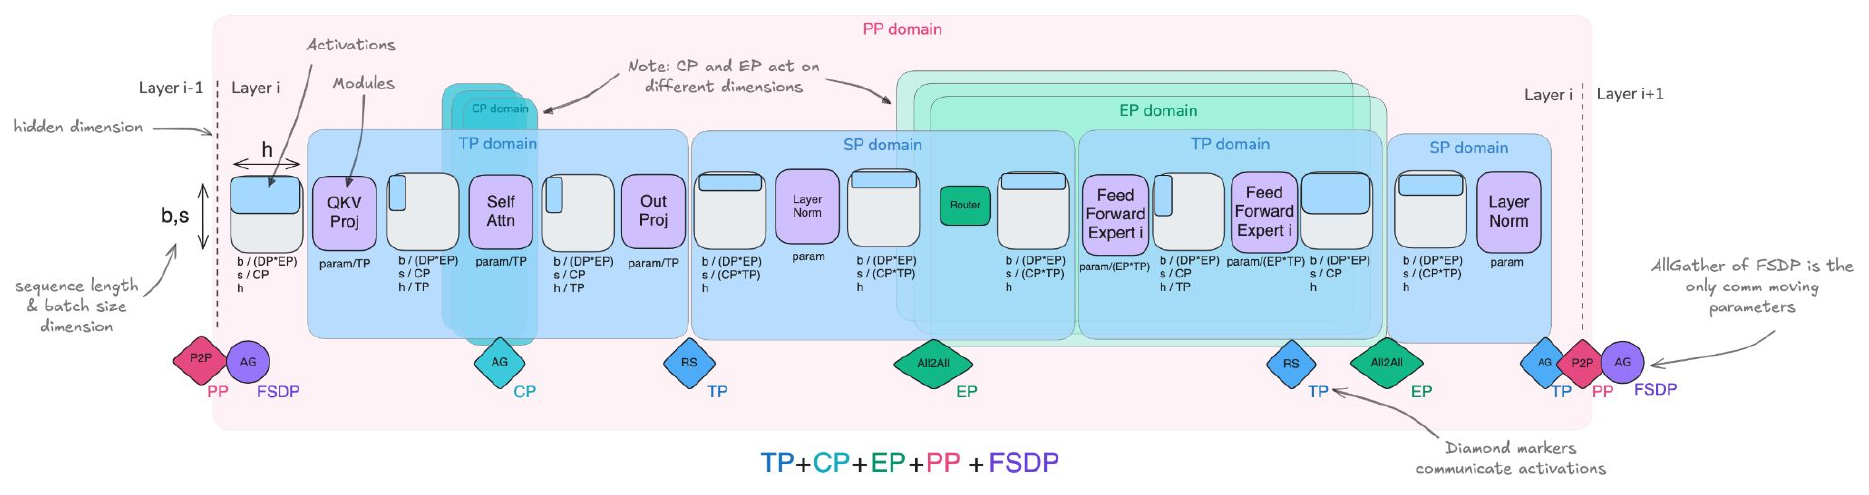 PP domain
Activations
Modules
Note: CP and EP act on
different dimensions
Layer i-1
Layer i
hidden dimension
h
b,s
sequence length
& batch size
dimension
CP domain
TP domain
SP domain
EP domain
TP domain
SP domain
Layer i
Layer i+1
b / (DP*EP)
s / CP
h
QKV
Proj
param/TP
b / (DP*EP)
s / CP
h / TP
Self
Attn
param/TP
b / (DP*EP)
s / CP
h / TP
Out
Proj
param/TP
b / (DP*EP)
s / (CP*TP)
h
Layer
Norm
param
b / (DP*EP)
s / (CP*TP)
h
Router
b / (DP*EP)
s / (CP*TP)
h
Feed
Forward
Expert i
param/(EP*TP)
b / (DP*EP)
s / CP
h / TP
Feed
Forward
Expert i
param/(EP*TP)
b / (DP*EP)
s / CP
h
b / (DP*EP)
s / (CP*TP)
h
Layer
Norm
param
AllGather of FSDP is the
only comm moving
parameters
P2P
PP
AG
FSDP
AG
CP
RS
TP
All2All
EP
RS
TP
All2All
EP
AG
TP
P2P
PP
AG
FSDP
Diamond markers
communicate activations
TP+CP+EP+PP +FSDP